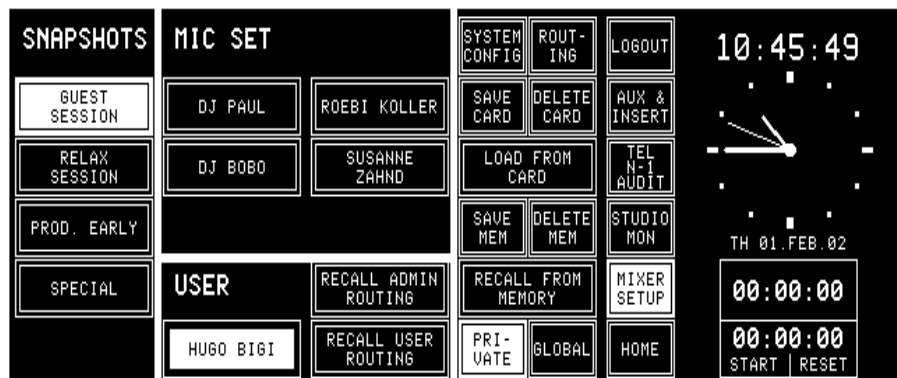 SNAPSHOTS
GUEST
SESSION
RELAX
SESSION
PROD. EARLY
SPECIAL
MIC SET
DJ PAUL
ROEBI KOLLER
DJ BOBO
SUSANNE
ZAHND
USER
RECALL ADMIN
ROUTING
HUGO BIGI
RECALL USER
ROUTING
SYSTEM
CONFIG
ROUT-
ING
LOGOUT
SAVE
CARD
DELETE
CARD
AUX &
INSERT
LOAD FROM
CARD
TEL
N-1
AUDIT
SAVE
MEM
DELETE
MEM
STUDIO
MON
RECALL FROM
MEMORY
MIXER
SETUP
PRI-
VATE
GLOBAL
HOME
10:45:49
TH 01.FEB.02
00:00:00
00:00:00
START | RESET